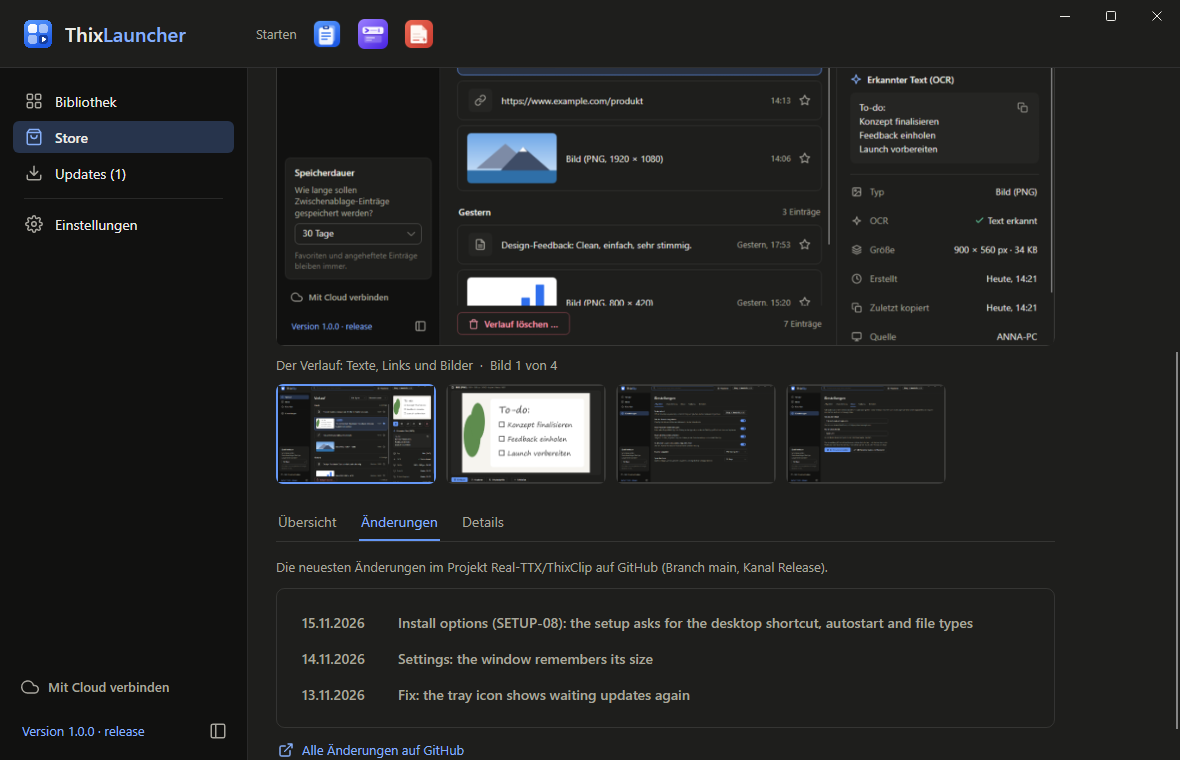 ThixLauncher
Starten
Bibliothek
Store
Updates (1)
Einstellungen
Mit Cloud verbinden
Version 1.0.0 · release
Speicherdauer
Wie lange sollen
Zwischenablage-Einträge
gespeichert werden?
30 Tage
Favoriten und angeheftete Einträge
bleiben immer.
Mit Cloud verbinden
Version 1.0.0 · release
https://www.example.com/produkt 14:13
Bild (PNG, 1920 × 1080) 14:06
Gestern 3 Einträge
Design-Feedback: Clean, einfach, sehr stimmig. Gestern, 17:53
Bild (PNG, 800 × 420) Gestern, 15:20
Verlauf löschen ... 7 Einträge
Erkannter Text (OCR)
To-do:
Konzept finalisieren
Feedback einholen
Launch vorbereiten
Typ Bild (PNG)
OCR Text erkannt
Größe 900 × 560 px · 34 KB
Erstellt Heute, 14:21
Zuletzt kopiert Heute, 14:21
Quelle ANNA-PC
Der Verlauf: Texte, Links und Bilder · Bild 1 von 4
To-do:
Konzept finalisieren
Feedback einholen
Launch vorbereiten
Übersicht Änderungen Details
Die neuesten Änderungen im Projekt Real-TTX/ThixClip auf GitHub (Branch main, Kanal Release).
15.11.2026 Install options (SETUP-08): the setup asks for the desktop shortcut, autostart and file types
14.11.2026 Settings: the window remembers its size
13.11.2026 Fix: the tray icon shows waiting updates again
Alle Änderungen auf GitHub